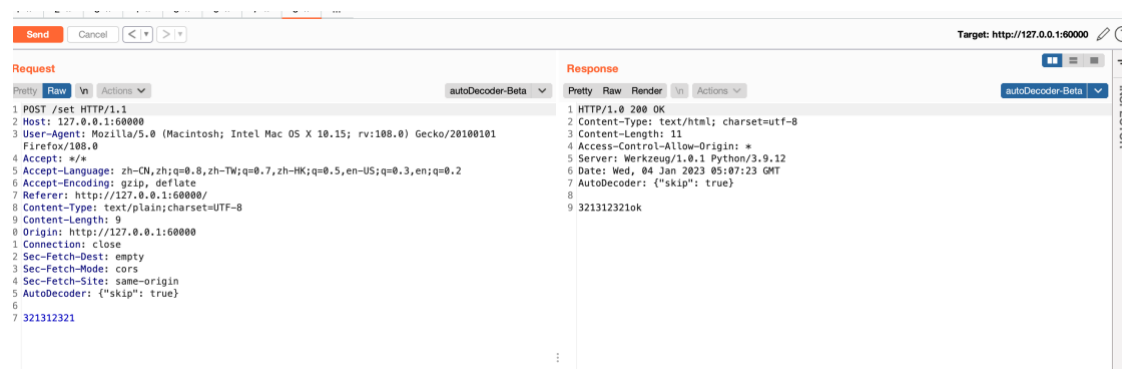 Send Cancel < > Target: http://127.0.0.1:60000
Request
Pretty Raw \n Actions autoDecoder-Beta
1 POST /set HTTP/1.1
2 Host: 127.0.0.1:60000
3 User-Agent: Mozilla/5.0 (Macintosh; Intel Mac OS X 10.15; rv:108.0) Gecko/20100101
Firefox/108.0
4 Accept: */*
5 Accept-Language: zh-CN,zh;q=0.8,zh-TW;q=0.7,zh-HK;q=0.5,en-US;q=0.3,en;q=0.2
6 Accept-Encoding: gzip, deflate
7 Referer: http://127.0.0.1:60000/
8 Content-Type: text/plain;charset=UTF-8
9 Content-Length: 9
0 Origin: http://127.0.0.1:60000
1 Connection: close
2 Sec-Fetch-Dest: empty
3 Sec-Fetch-Mode: cors
4 Sec-Fetch-Site: same-origin
5 AutoDecoder: {"skip": true}
6
7 321312321
Response
Pretty Raw Render \n Actions autoDecoder-Beta
1 HTTP/1.0 200 OK
2 Content-Type: text/html; charset=utf-8
3 Content-Length: 11
4 Access-Control-Allow-Origin: *
5 Server: Werkzeug/1.0.1 Python/3.9.12
6 Date: Wed, 04 Jan 2023 05:07:23 GMT
7 AutoDecoder: {"skip": true}
8
9 321312321ok